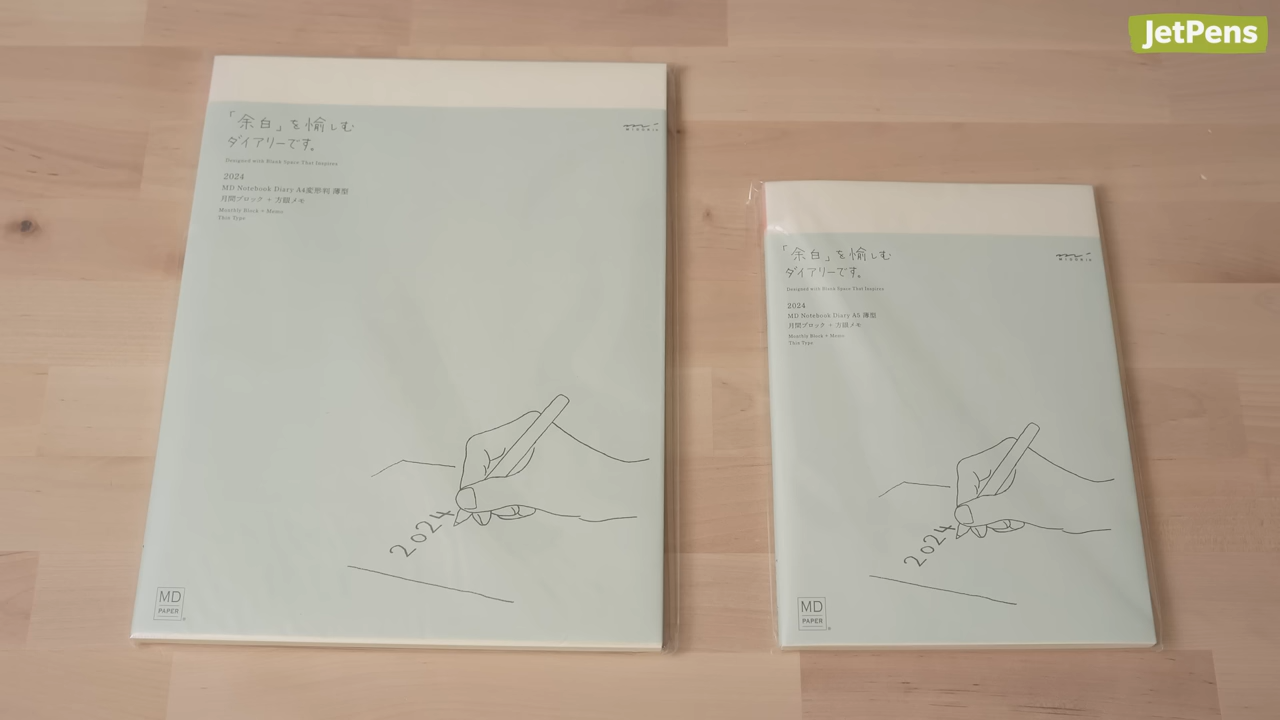 JetPens
「余白」を愉しむ
ダイアリーです。
Designed with Blank Space That Inspires
2024
MD Notebook Diary A4変形判 薄型
月間ブロック + 方眼メモ
Monthly Block + Memo
Thin Type
MIDORI
2024
MD
PAPER
「余白」を愉しむ
ダイアリーです。
Designed with Blank Space That Inspires
2024
MD Notebook Diary A5 薄型
月間ブロック + 方眼メモ
Monthly Block + Memo
Thin Type
MIDORI
2024
MD
PAPER